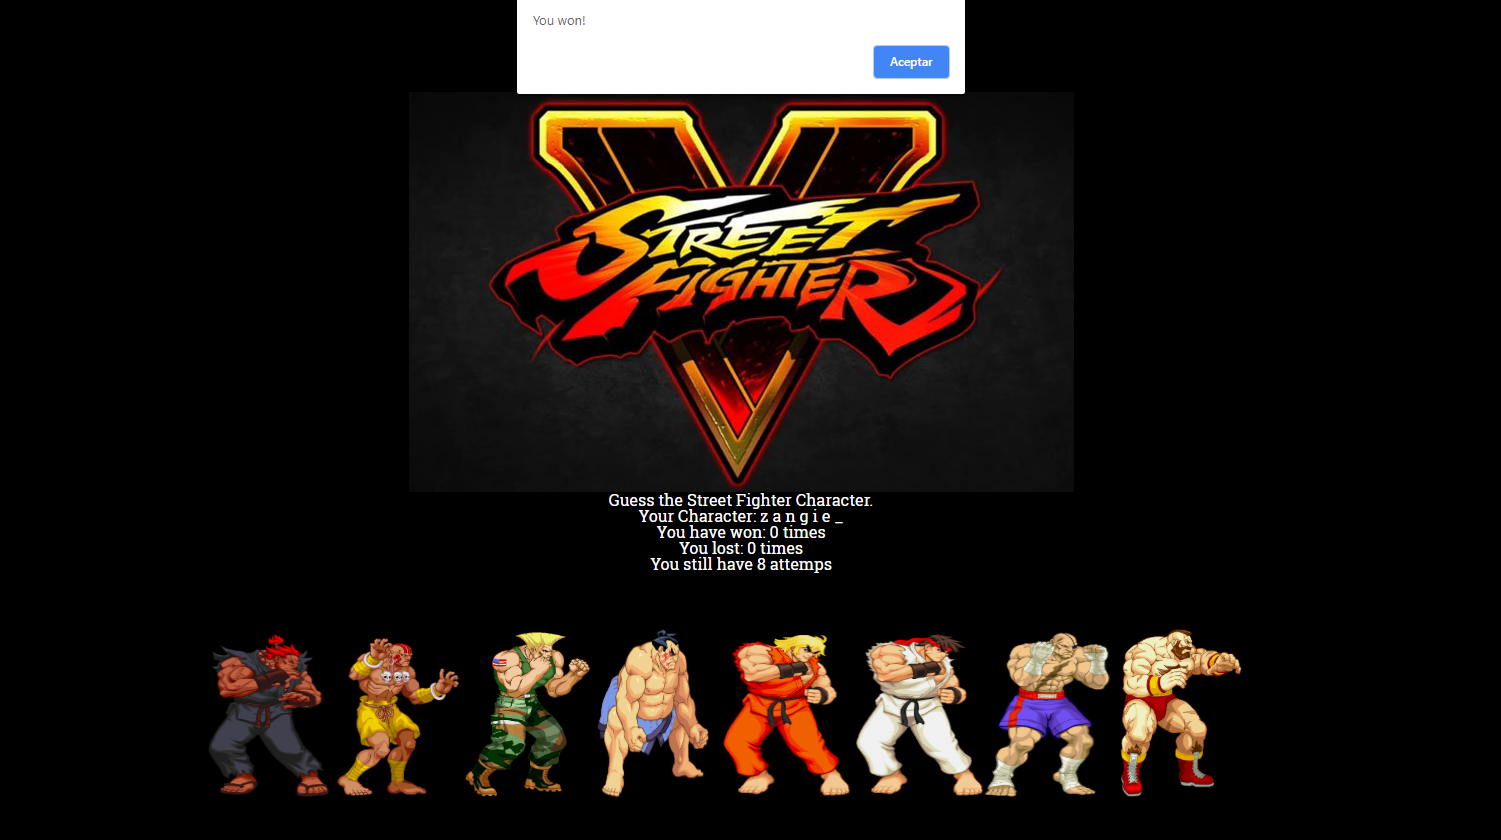 You won!
Aceptar
STREET
FIGHTER
V
Guess the Street Fighter Character.
Your Character: z a n g i e _
You have won: 0 times
You lost: 0 times
You still have 8 attemps